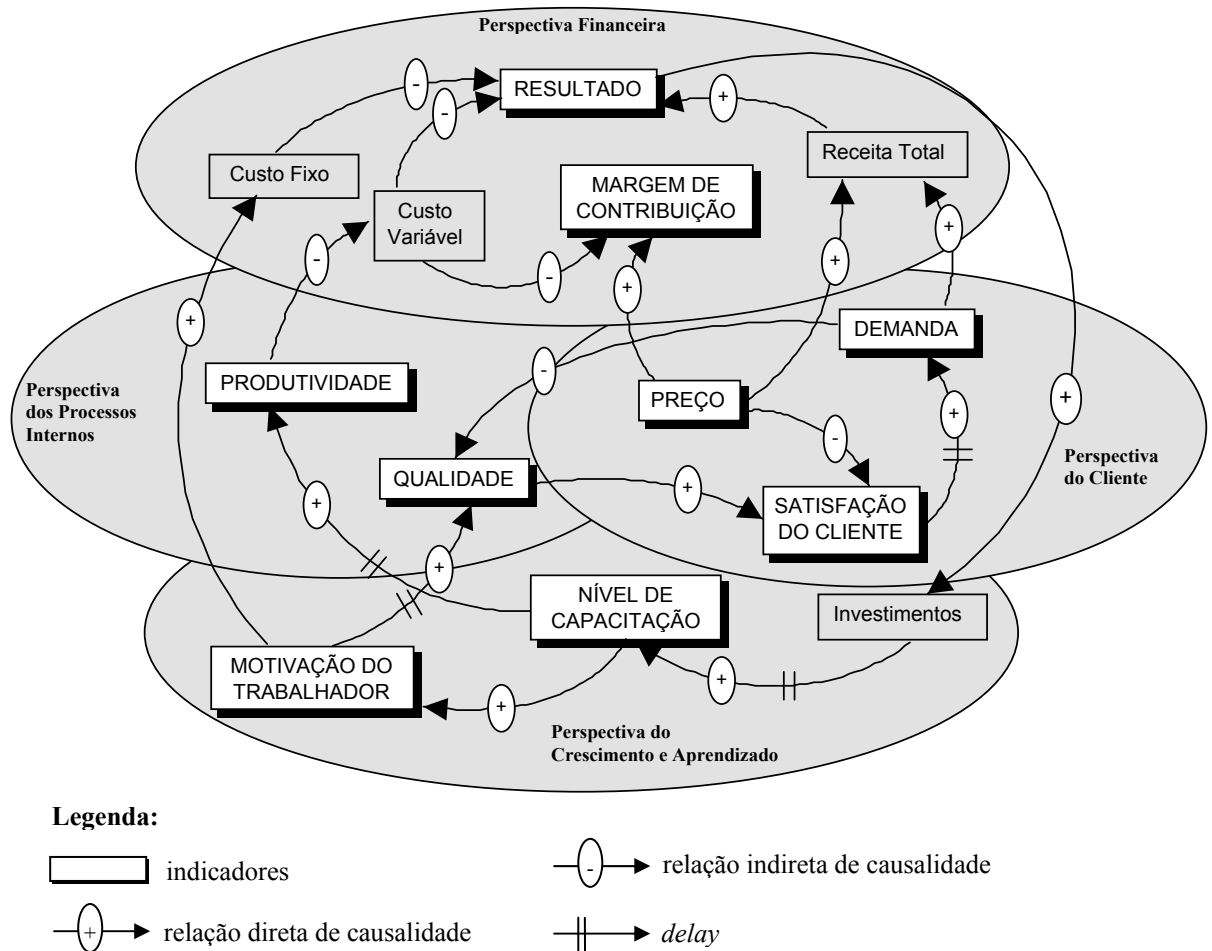 Perspectiva Financeira
-
RESULTADO
+
-
Custo Fixo
Receita Total
MARGEM DE
CONTRIBUIÇÃO
Custo
Variável
-
+
-
+
+
+
DEMANDA
PRODUTIVIDADE
-
Perspectiva
dos Processos
Internos
PREÇO
+
+
-
Perspectiva
do Cliente
QUALIDADE
+
+
SATISFAÇÃO
DO CLIENTE
+
NÍVEL DE
CAPACITAÇÃO
Investimentos
MOTIVAÇÃO DO
TRABALHADOR
+
+
Perspectiva do
Crescimento e Aprendizado
Legenda:
indicadores
- relação indireta de causalidade
+ relação direta de causalidade
delay